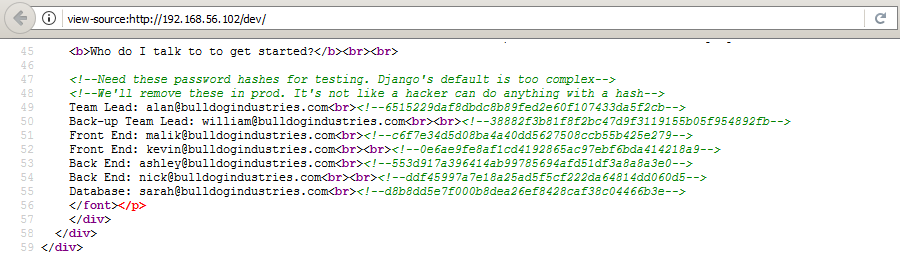 view-source:http://192.168.56.102/dev/
45 <b>Who do I talk to to get started?</b><br><br>
46
47 <!--Need these password hashes for testing. Django's default is too complex-->
48 <!--We'll remove these in prod. It's not like a hacker can do anything with a hash-->
49 Team Lead: alan@bulldogindustries.com<br><!--6515229daf8dbdc8b89fed2e60f107433da5f2cb-->
50 Back-up Team Lead: william@bulldogindustries.com<br><br><!--38882f3b81f8f2bc47d9f3119155b05f954892fb-->
51 Front End: malik@bulldogindustries.com<br><!--c6f7e34d5d08ba4a40dd5627508ccb55b425e279-->
52 Front End: kevin@bulldogindustries.com<br><br><!--0e6ae9fe8af1cd4192865ac97ebf6bda414218a9-->
53 Back End: ashley@bulldogindustries.com<br><!--553d917a396414ab99785694afd51df3a8a8a3e0-->
54 Back End: nick@bulldogindustries.com<br><br><!--ddf45997a7e18a25ad5f5cf222da64814dd060d5-->
55 Database: sarah@bulldogindustries.com<br><!--d8b8dd5e7f000b8dea26ef8428caf38c04466b3e-->
56 </font></p>
57 </div>
58 </div>
59 </div>